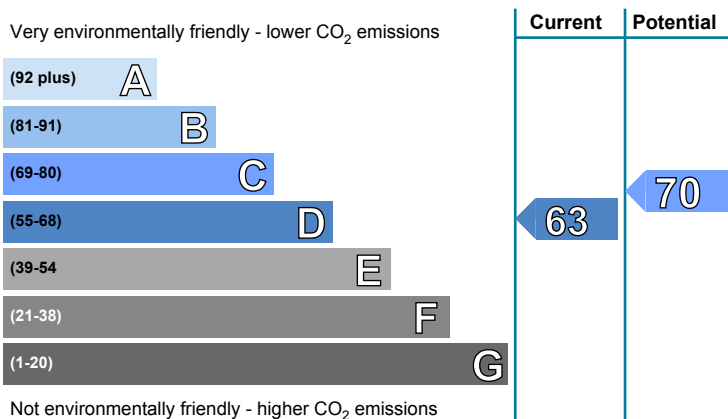 Very environmentally friendly - lower CO2 emissions
Current
Potential
(92 plus) A
(81-91) B
(69-80) C
(55-68) D
(39-54 E
(21-38) F
(1-20) G
63
70
Not environmentally friendly - higher CO2 emissions